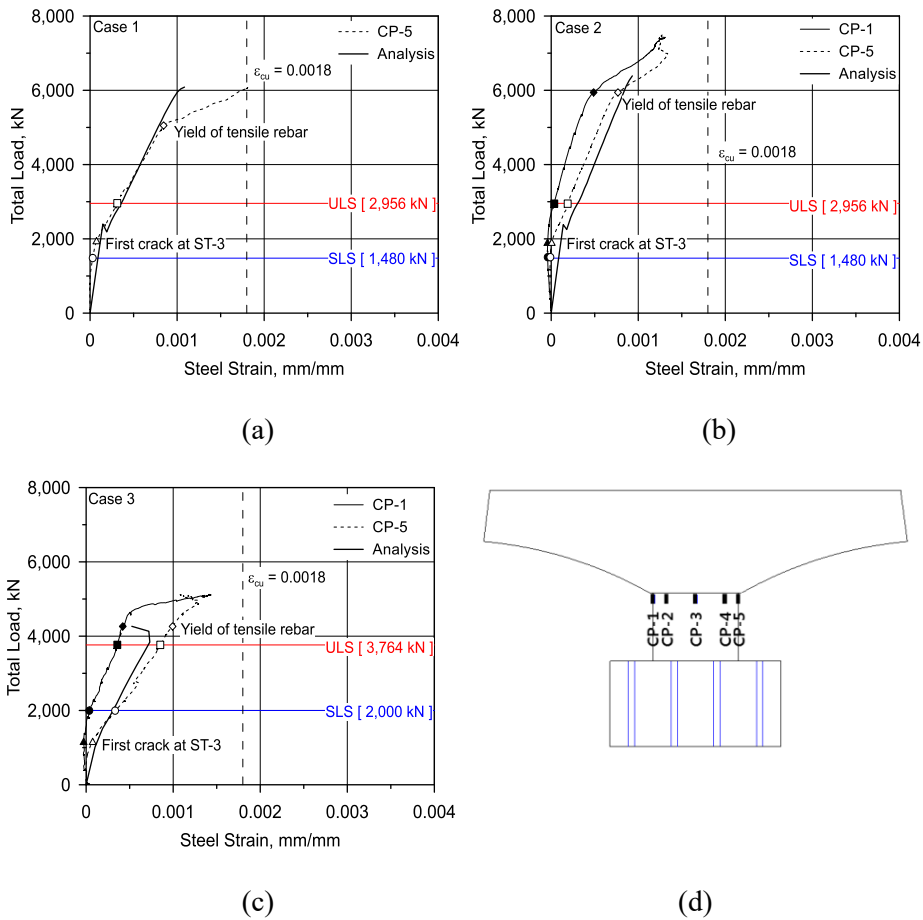 Case 1
CP-5
Analysis
εcu = 0.0018
Yield of tensile rebar
ULS [ 2,956 kN ]
First crack at ST-3
SLS [ 1,480 kN ]
8,000
6,000
4,000
2,000
0
Total Load, kN
0 0.001 0.002 0.003 0.004
Steel Strain, mm/mm
(a)
Case 2
CP-1
CP-5
Analysis
Yield of tensile rebar
εcu = 0.0018
ULS [ 2,956 kN ]
First crack at ST-3
SLS [ 1,480 kN ]
8,000
6,000
4,000
2,000
0
Total Load, kN
0 0.001 0.002 0.003 0.004
Steel Strain, mm/mm
(b)
Case 3
CP-1
CP-5
Analysis
εcu = 0.0018
Yield of tensile rebar
ULS [ 3,764 kN ]
SLS [ 2,000 kN ]
First crack at ST-3
8,000
6,000
4,000
2,000
0
Total Load, kN
0 0.001 0.002 0.003 0.004
Steel Strain, mm/mm
(c)
CP-1
CP-2
CP-3
CP-4
CP-5
(d)